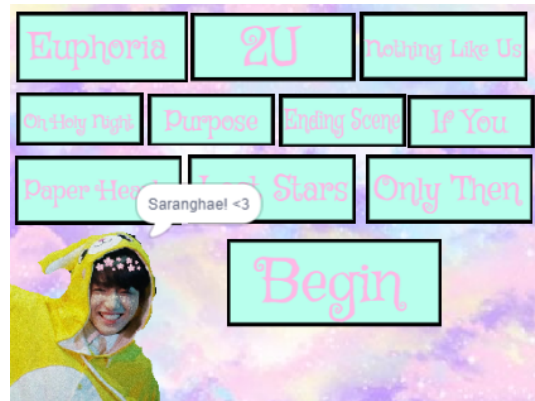 Euphoria
2U
Nothing Like Us
Oh Holy Night
Purpose
Ending Scene
If You
Paper
Stars
Only Then
Saranghae! <3
Begin